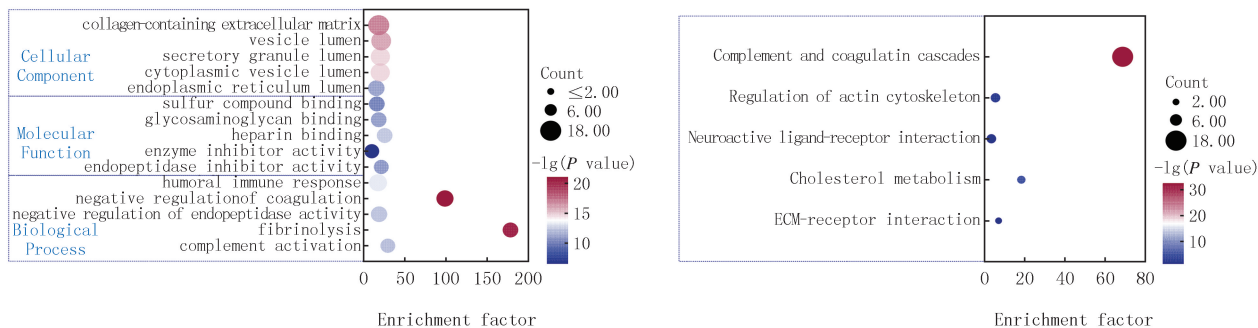 collagen-containing extracellular matrix
vesicle lumen
secretory granule lumen
cytoplasmic vesicle lumen
endoplasmic reticulum lumen
Cellular
Component
sulfur compound binding
glycosaminoglycan binding
heparin binding
enzyme inhibitor activity
endopeptidase inhibitor activity
Molecular
Function
humoral immune response
negative regulationof coagulation
negative regulation of endopeptidase activity
fibrinolysis
complement activation
Biological
Process
0 50 100 150 200
Enrichment factor
Count
≤2.00
6.00
18.00
-lg(P value)
20
15
10
Complement and coagulatin cascades
Regulation of actin cytoskeleton
Neuroactive ligand-receptor interaction
Cholesterol metabolism
ECM-receptor interaction
0 20 40 60 80
Enrichment factor
Count
2.00
6.00
18.00
-lg(P value)
30
20
10